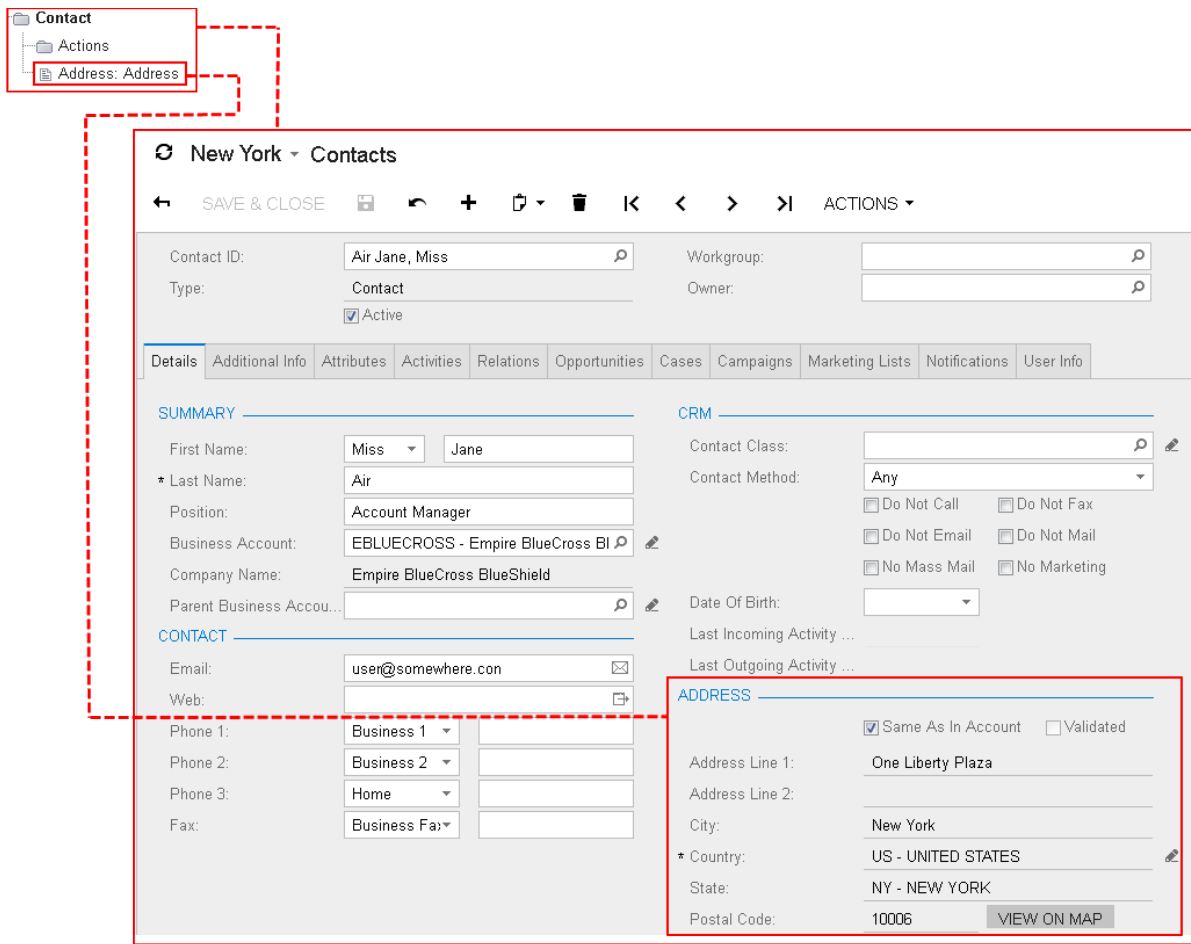 Contact
Actions
Address: Address
New York Contacts
SAVE & CLOSE ACTIONS
Contact ID: Air Jane, Miss Workgroup:
Type: Contact Owner:
Active
Details Additional Info Attributes Activities Relations Opportunities Cases Campaigns Marketing Lists Notifications User Info
SUMMARY CRM
First Name: Miss Jane Contact Class:
* Last Name: Air Contact Method: Any
Position: Account Manager Do Not Call Do Not Fax
Business Account: EBLUECROSS - Empire BlueCross Bl Do Not Email Do Not Mail
Company Name: Empire BlueCross BlueShield No Mass Mail No Marketing
Parent Business Accou... Date Of Birth:
CONTACT Last Incoming Activity ...
Email: user@somewhere.con Last Outgoing Activity ...
Web: ADDRESS
Phone 1: Business 1 Same As In Account Validated
Phone 2: Business 2 Address Line 1: One Liberty Plaza
Phone 3: Home Address Line 2:
Fax: Business Fax City: New York
* Country: US - UNITED STATES
State: NY - NEW YORK
Postal Code: 10006 VIEW ON MAP